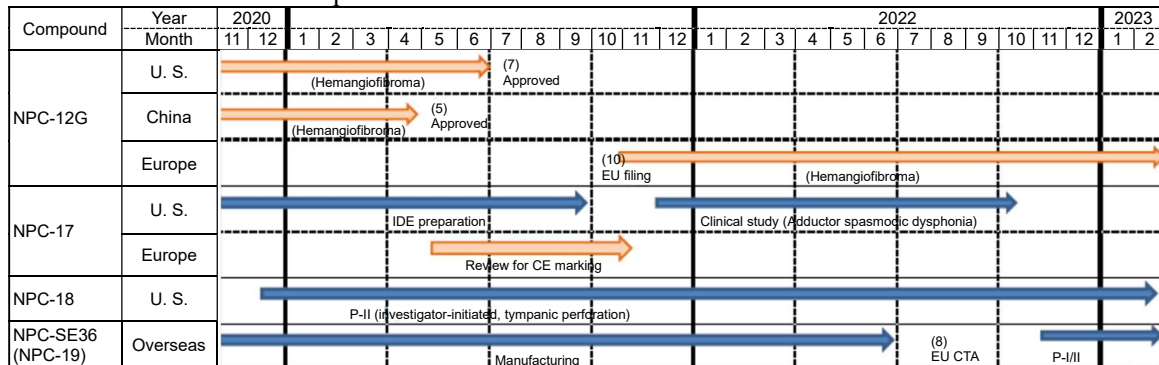 Compound Year 2020 2022 2023
Month 11 12 1 2 3 4 5 6 7 8 9 10 11 12 1 2 3 4 5 6 7 8 9 10 11 12 1 2
NPC-12G
U. S.
(7)
Approved
(Hemangiofibroma)
China
(5)
Approved
(Hemangiofibroma)
Europe
(10)
EU filing
(Hemangiofibroma)
NPC-17
U. S.
IDE preparation
Clinical study (Adductor spasmodic dysphonia)
Europe
Review for CE marking
NPC-18
U. S.
P-II (investigator-initiated, tympanic perforation)
NPC-SE36
(NPC-19)
Overseas
Manufacturing
(8)
EU CTA
P-I/II